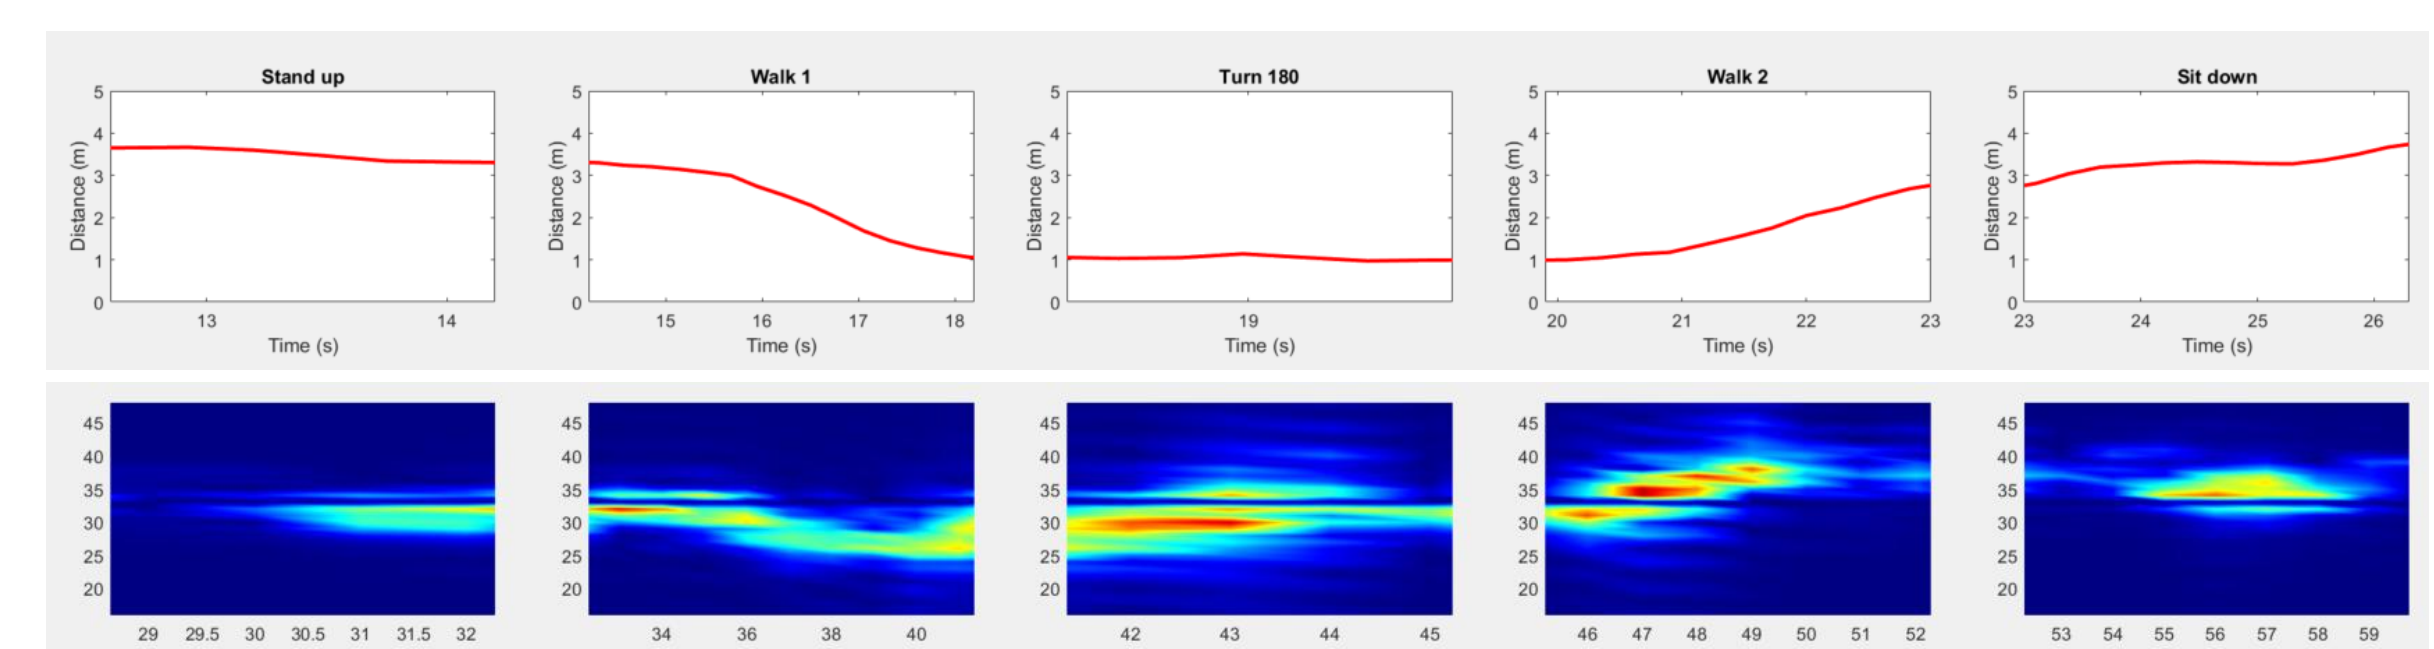 Stand up
Walk 1
Turn 180
Walk 2
Sit down
5 4 3 2 1 0
Distance (m)
13 14
Time (s)
5 4 3 2 1 0
Distance (m)
15 16 17 18
Time (s)
5 4 3 2 1 0
Distance (m)
19
Time (s)
5 4 3 2 1 0
Distance (m)
20 21 22 23
Time (s)
5 4 3 2 1 0
Distance (m)
23 24 25 26
Time (s)
45 40 35 30 25 20
29 29.5 30 30.5 31 31.5 32
45 40 35 30 25 20
34 36 38 40
45 40 35 30 25 20
42 43 44 45
45 40 35 30 25 20
46 47 48 49 50 51 52
45 40 35 30 25 20
53 54 55 56 57 58 59